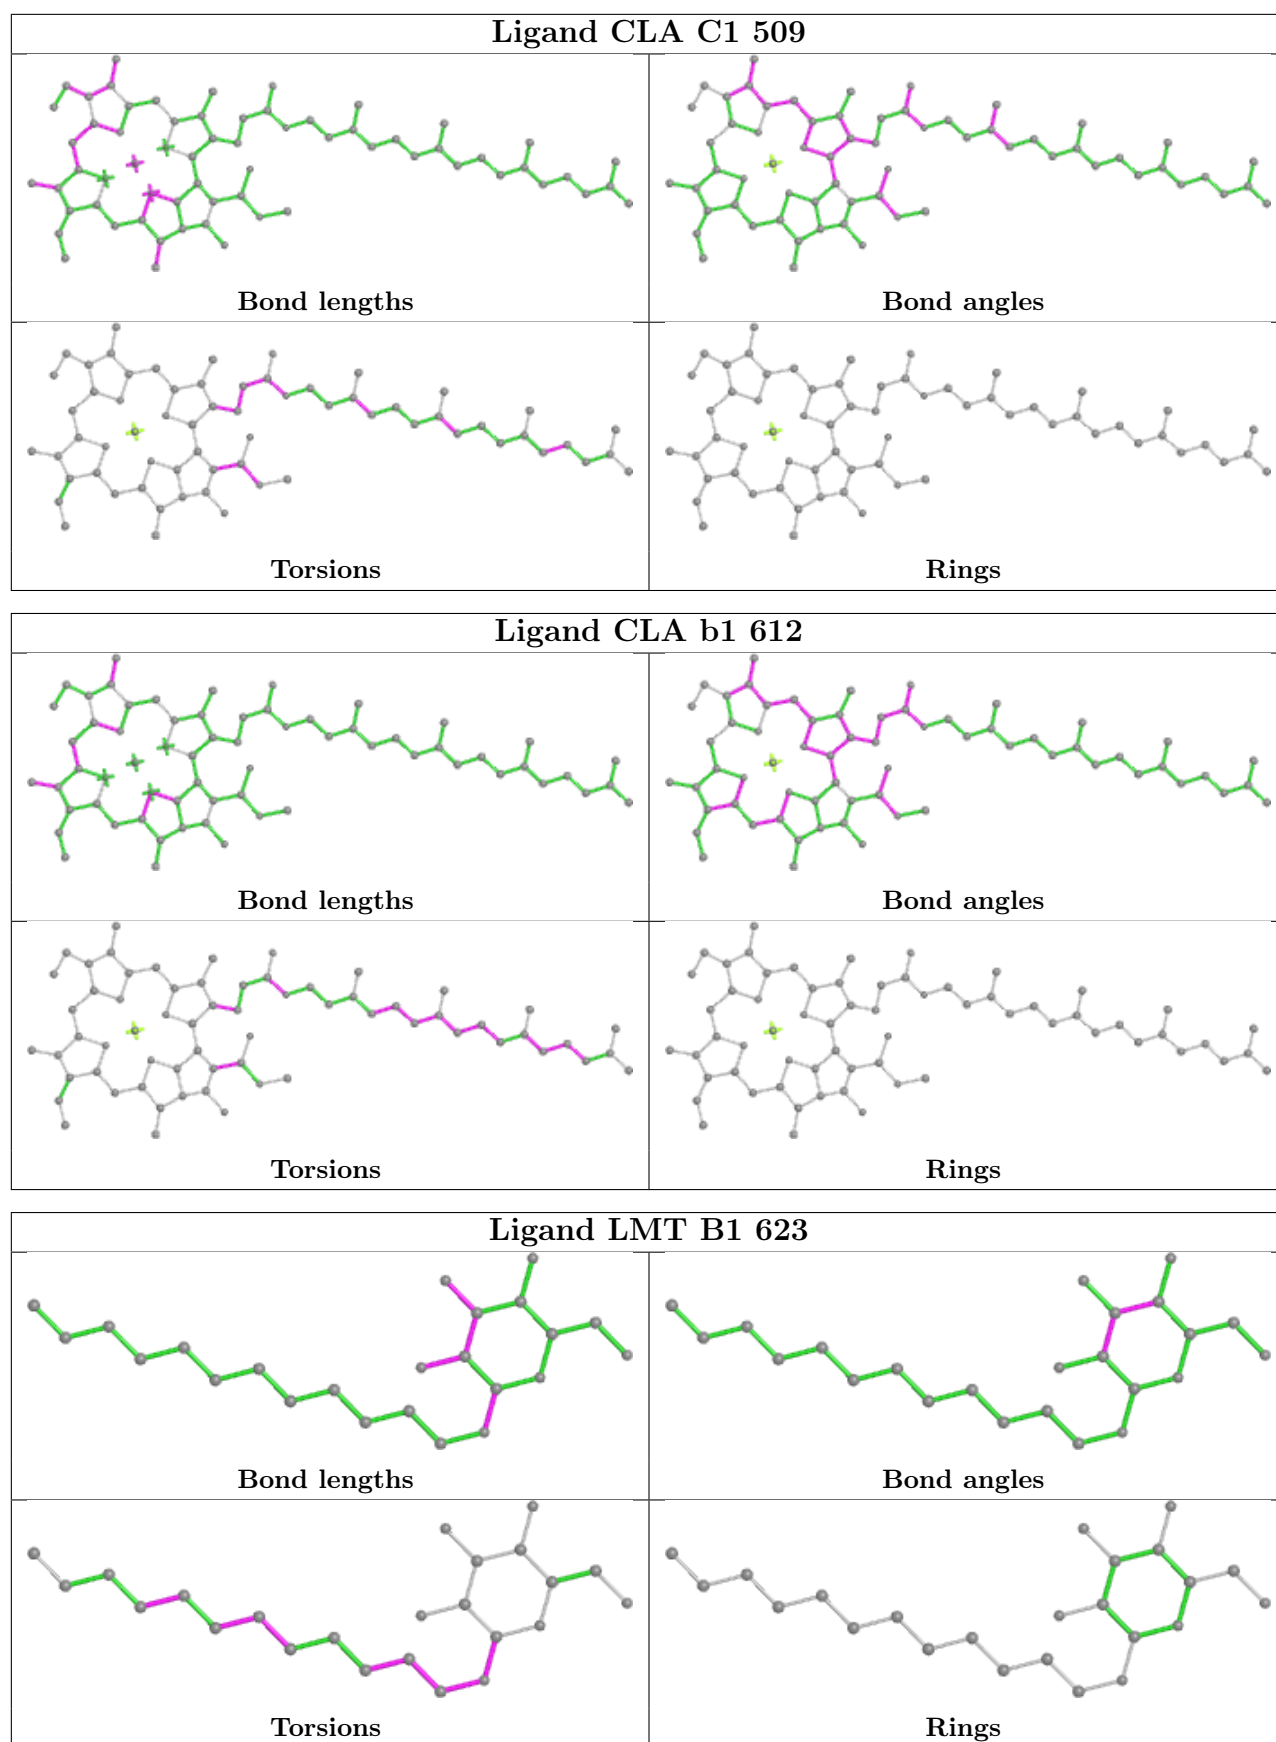 Ligand CLA C1 509
Bond lengths
Bond angles
Torsions
Rings
Ligand CLA b1 612
Bond lengths
Bond angles
Torsions
Rings
Ligand LMT B1 623
Bond lengths
Bond angles
Torsions
Rings